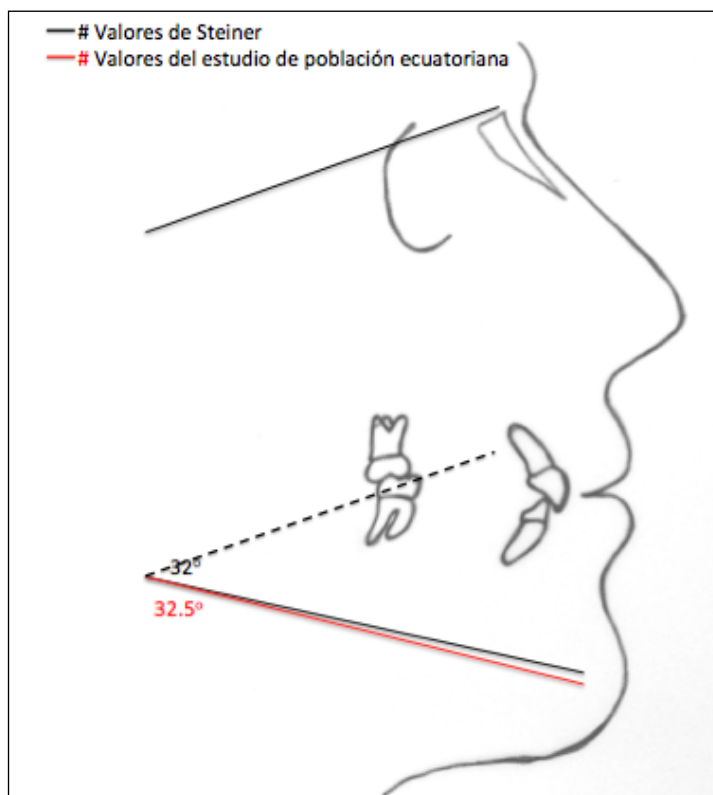 # Valores de Steiner
# Valores del estudio de población ecuatoriana
32º
32.5º